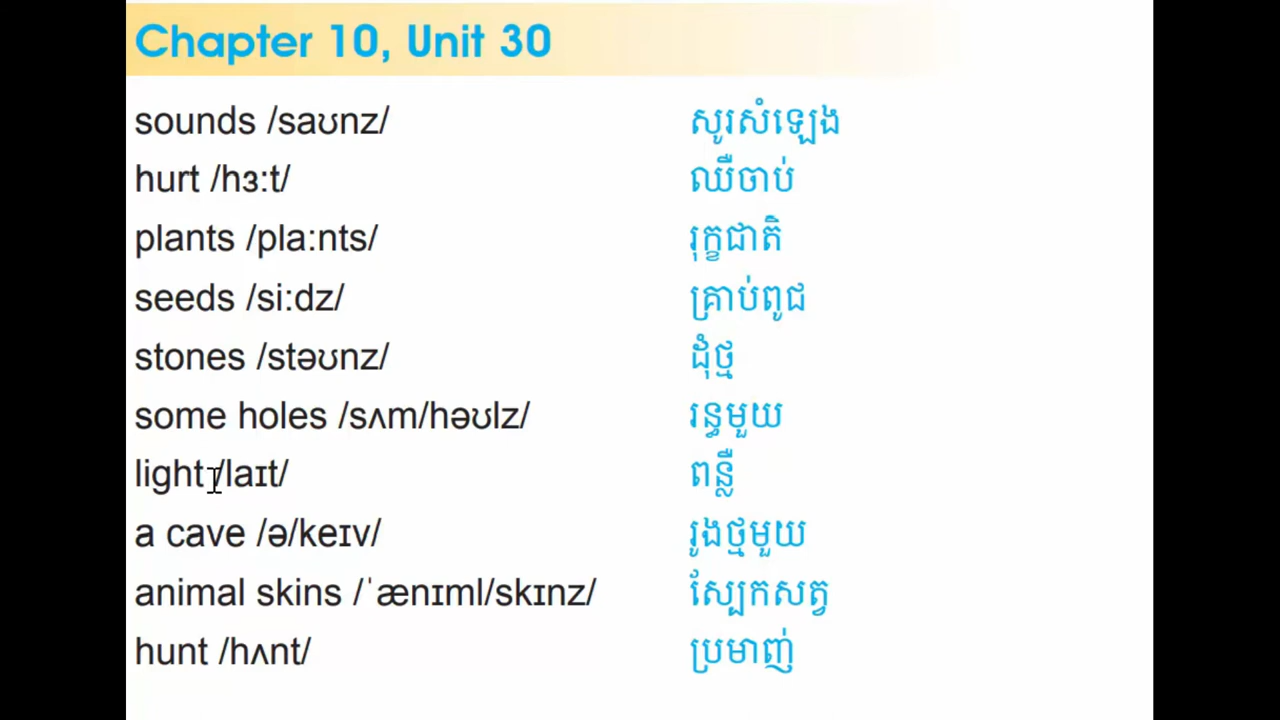 Chapter 10, Unit 30
sounds /saʊnz/ សូរសំឡេង
hurt /hɜ:t/ ឈឺចាប់
plants /pla:nts/ រុក្ខជាតិ
seeds /si:dz/ គ្រាប់ពូជ
stones /stəʊnz/ ដុំថ្ម
some holes /sʌm/həʊlz/ រន្ធមួយ
light /laɪt/ ពន្លឺ
a cave /ə/keɪv/ រូងថ្មមួយ
animal skins /ˈænɪml/skɪnz/ ស្បែកសត្វ
hunt /hʌnt/ ប្រមាញ់